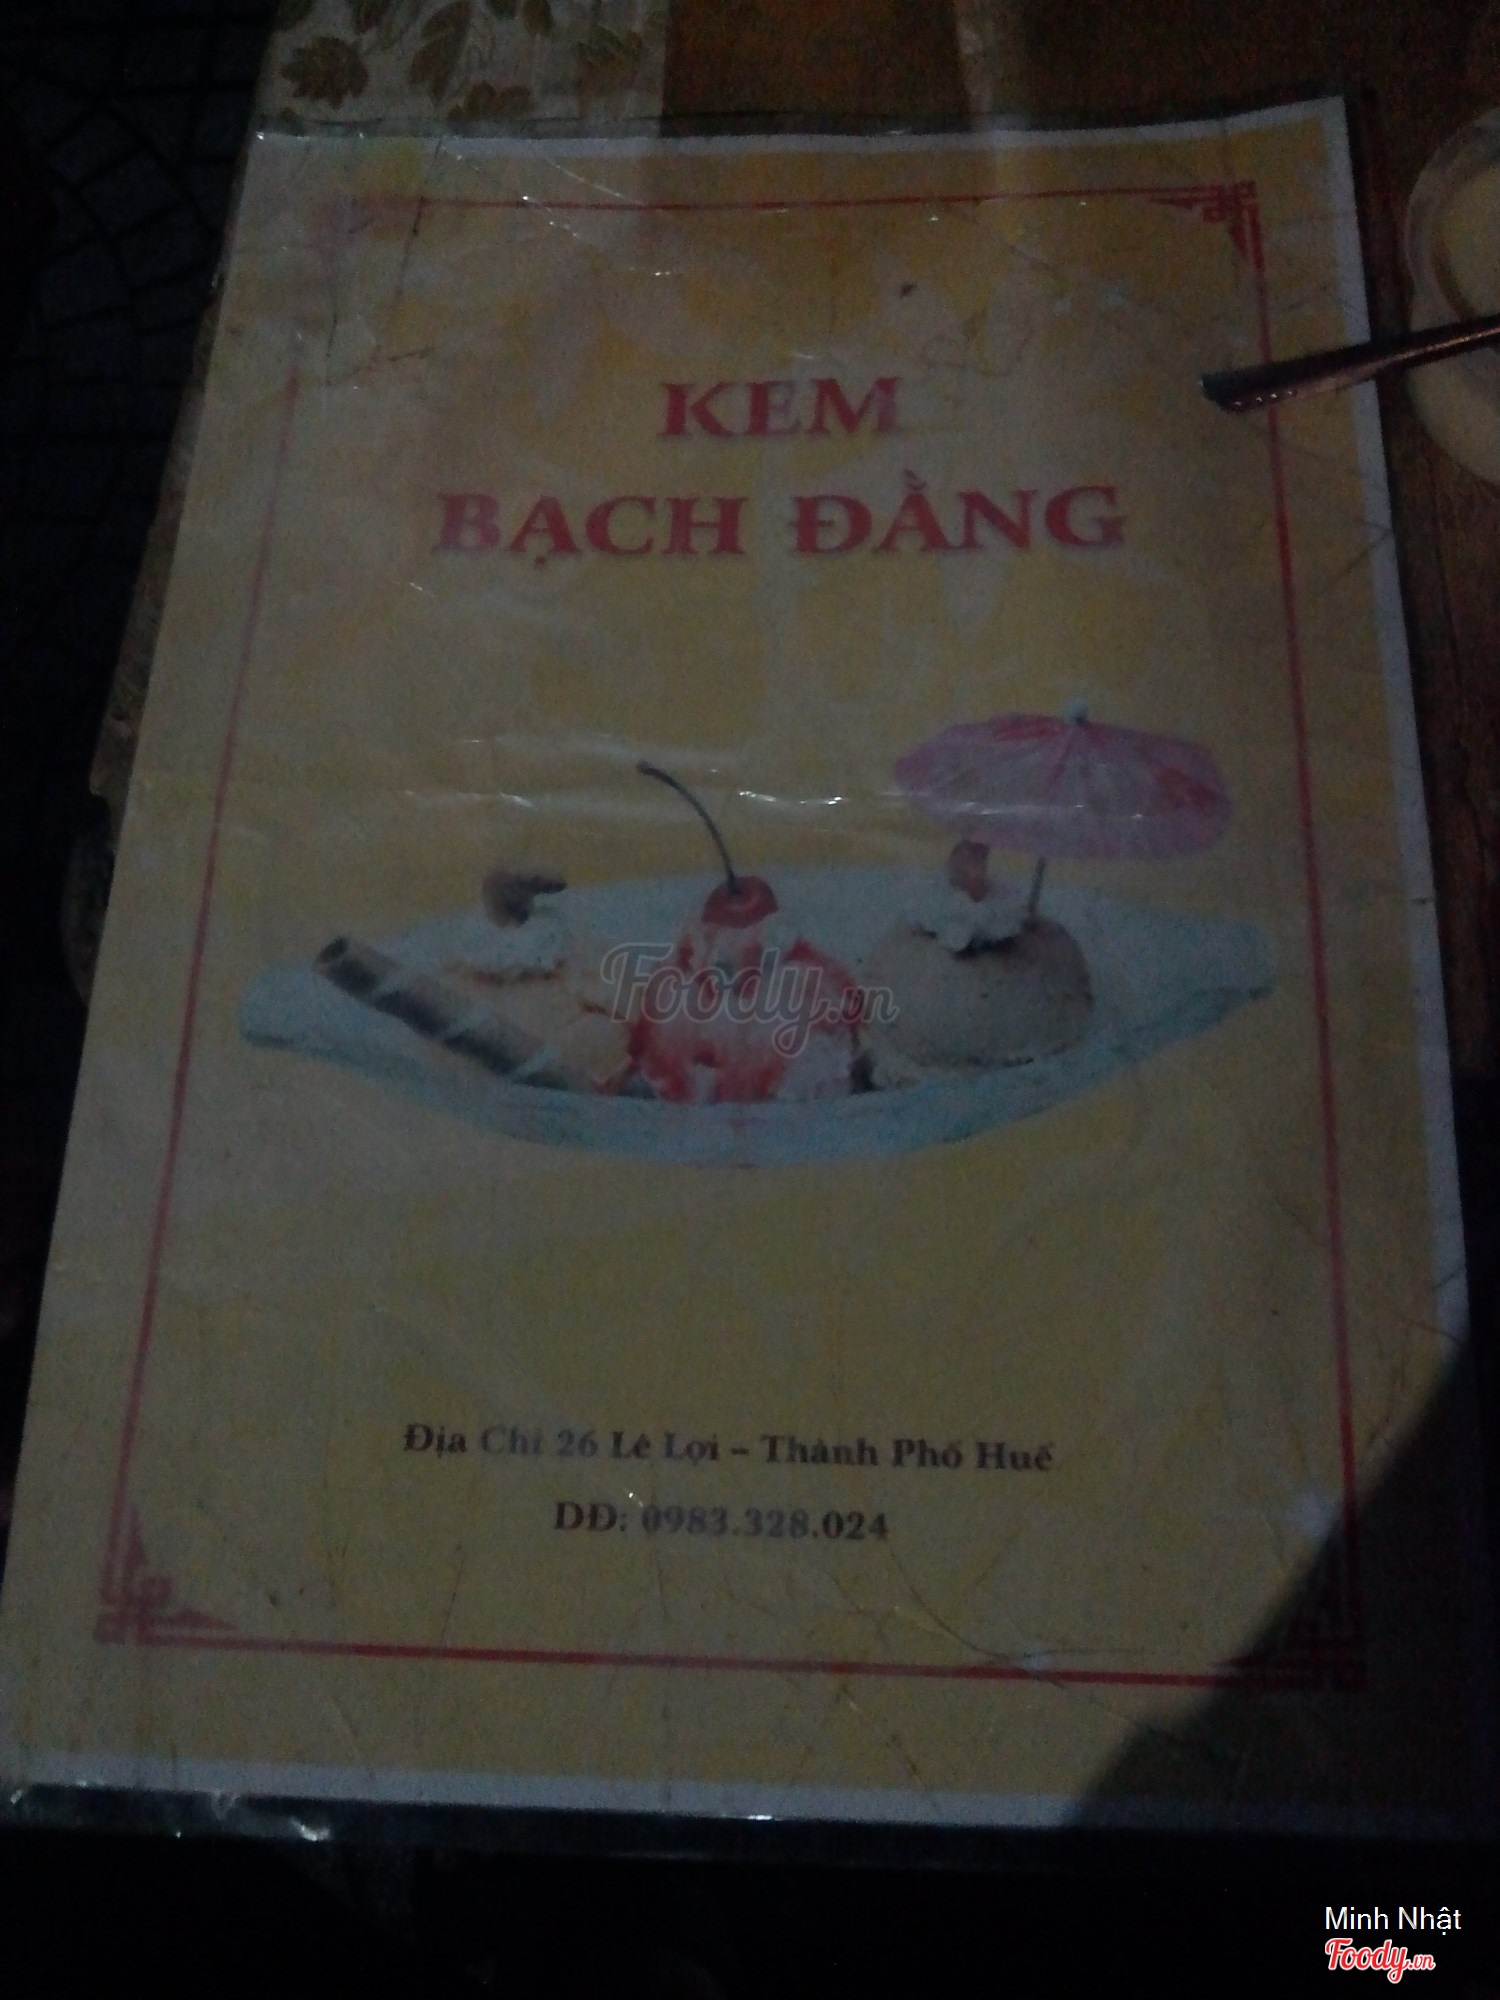 KEM
BẠCH ĐẰNG
Foody.vn
Địa Chỉ 26 Lê Lợi – Thành Phố Huế
DĐ: 0983.328.024
Minh Nhật
Foody.vn